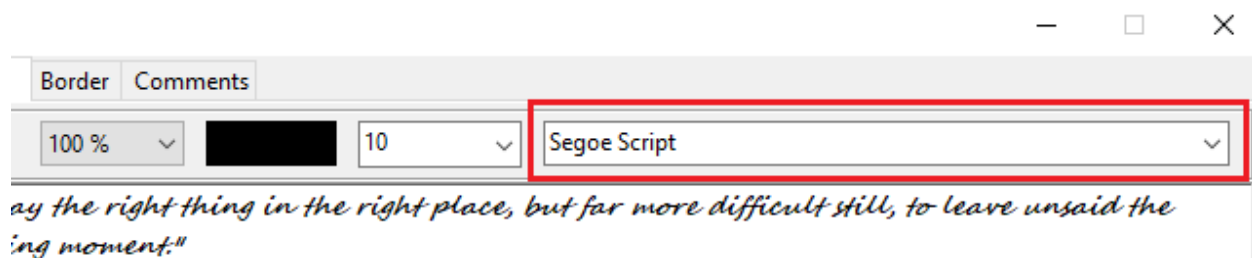 Border Comments
100 % 10 Segoe Script
ay the right thing in the right place, but far more difficult still, to leave unsaid the
ing moment."